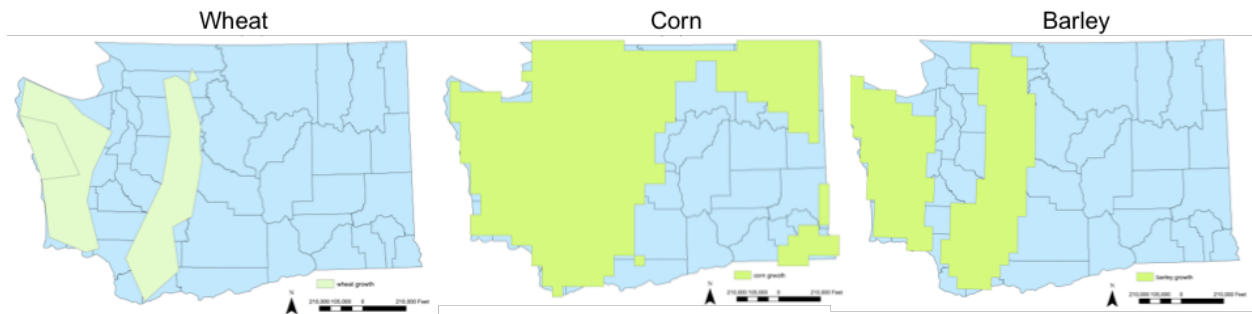 Wheat
Corn
Barley
wheat growth
N
210,000 105,000 0 210,000 Feet
corn grwoth
N
210,000 105,000 0 210,000 Feet
barley growth
N
210,000 105,000 0 210,000 Feet